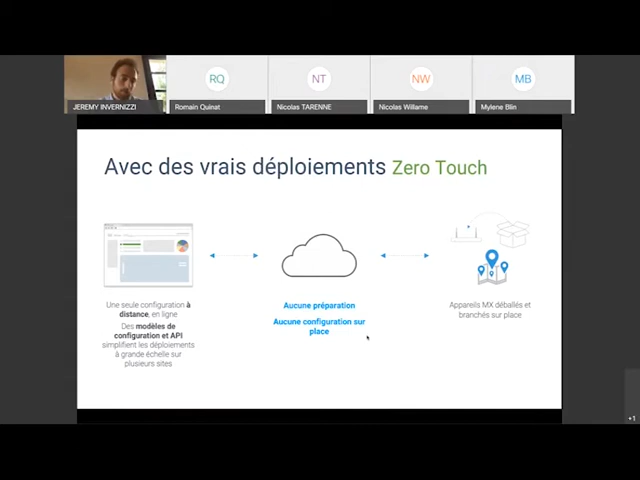 RQ
NT
NW
MB
JEREMY INVERNIZZI
Romain Quinat
Nicolas TARENNE
Nicolas Willame
Mylene Blin
Avec des vrais déploiements Zero Touch
Une seule configuration à
distance, en ligne
Des modèles de
configuration et API
simplifient les déploiements
à grande échelle sur
plusieurs sites
Aucune préparation
Aucune configuration sur
place
Appareils MX déballés et
branchés sur place
+1